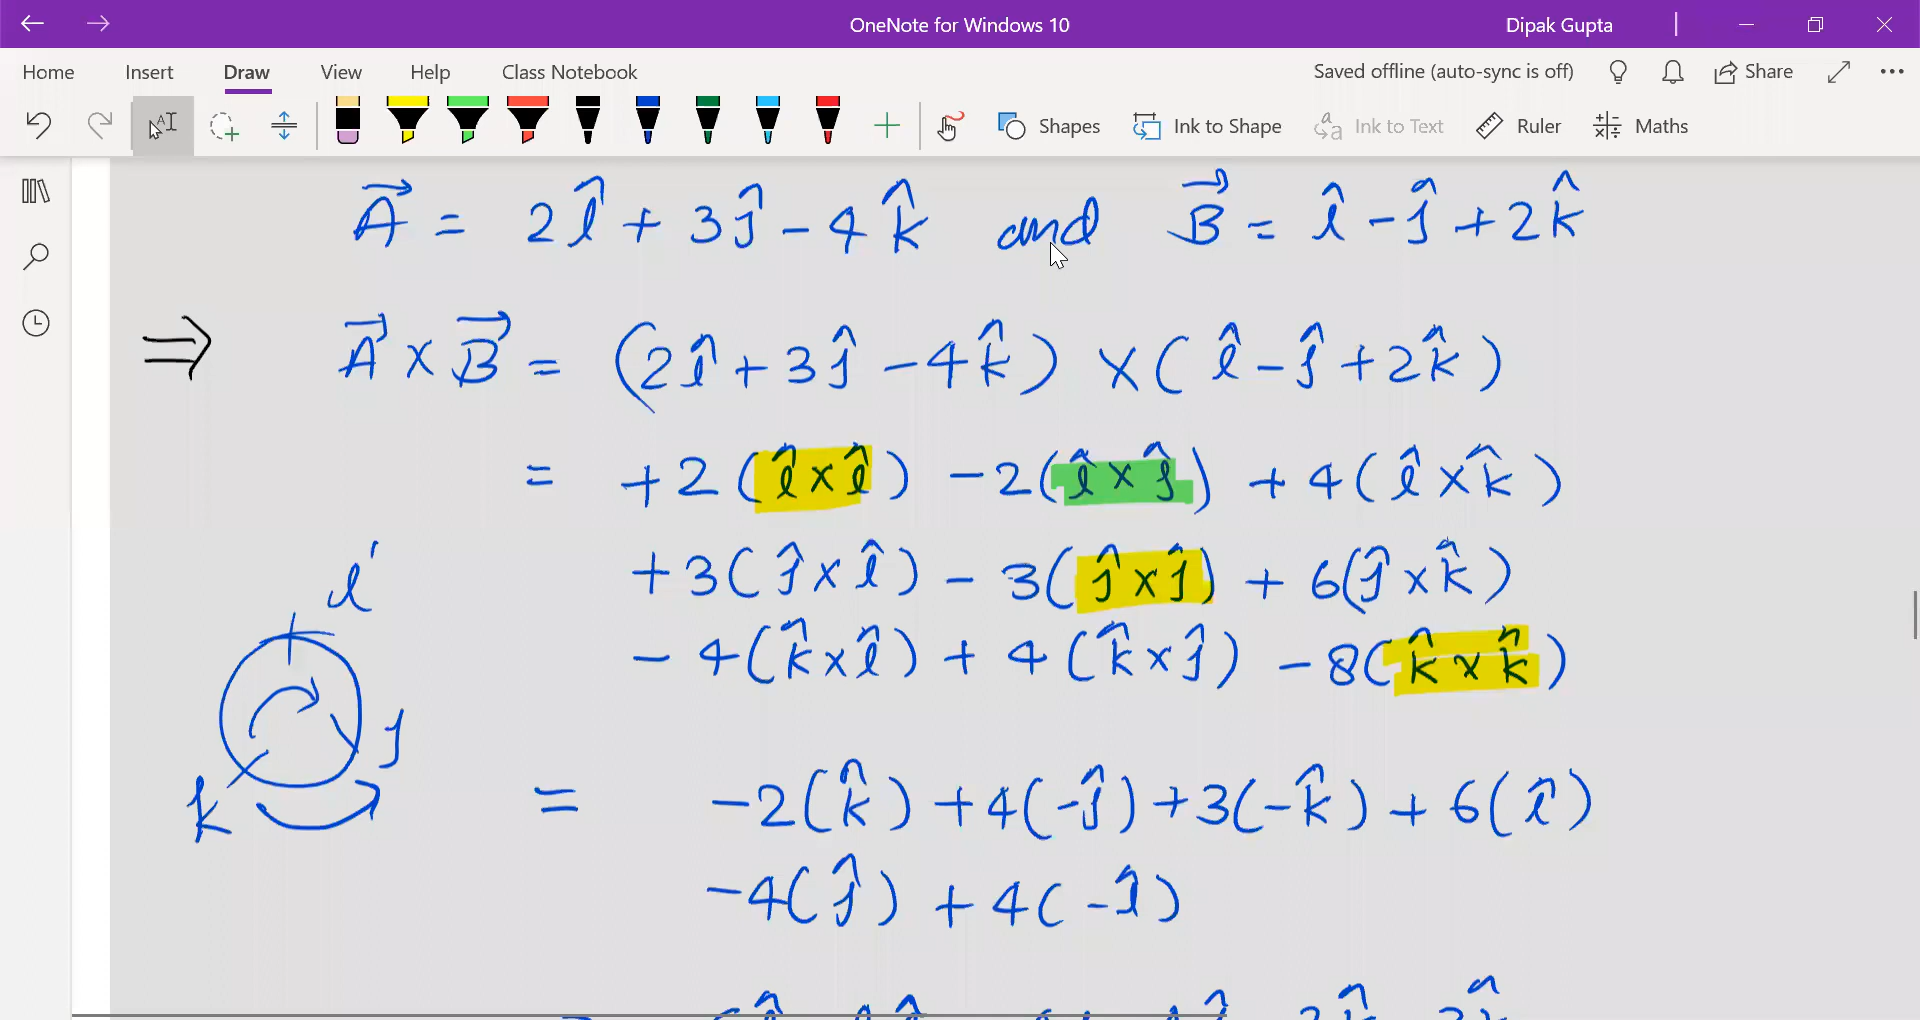 OneNote for Windows 10
Dipak Gupta
Home Insert Draw View Help Class Notebook
Saved offline (auto-sync is off) Share
Shapes Ink to Shape Ink to Text Ruler Maths
A⃗ = 2î + 3ĵ - 4k̂ and B⃗ = î - ĵ + 2k̂
⇒ A⃗ × B⃗ = (2î + 3ĵ - 4k̂) × (î - ĵ + 2k̂)
= +2(î × î) - 2(î × ĵ) + 4(î × k̂)
+3(ĵ × î) - 3(ĵ × ĵ) + 6(ĵ × k̂)
-4(k̂ × î) + 4(k̂ × ĵ) - 8(k̂ × k̂)
i
j
k
= -2(k̂) + 4(-ĵ) + 3(-k̂) + 6(î)
-4(ĵ) + 4(-î)